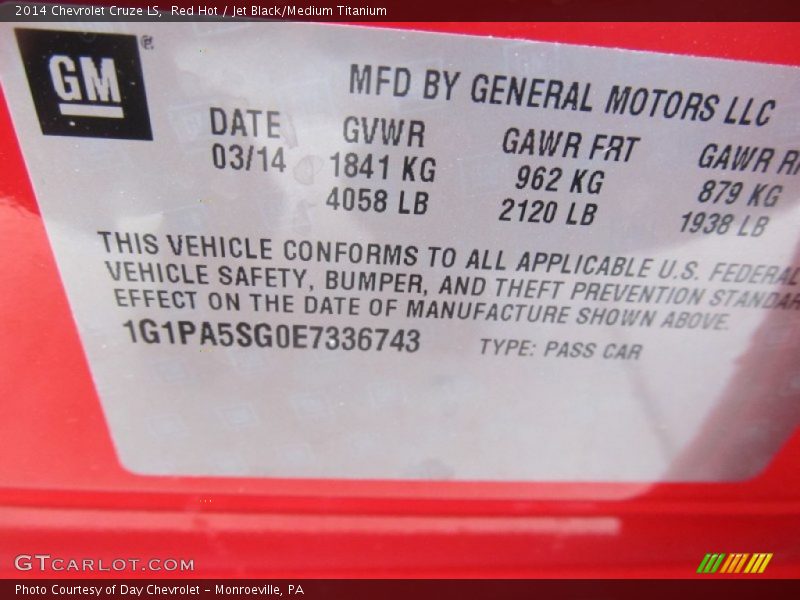 2014 Chevrolet Cruze LS, Red Hot / Jet Black/Medium Titanium
GM ®
MFD BY GENERAL MOTORS LLC
DATE GVWR GAWR FRT GAWR
03/14 1841 KG 962 KG 879 KG
4058 LB 2120 LB 1938 LB
THIS VEHICLE CONFORMS TO ALL APPLICABLE U.S. FEDERAL
VEHICLE SAFETY, BUMPER, AND THEFT PREVENTION
EFFECT ON THE DATE OF MANUFACTURE SHOWN ABOVE.
1G1PA5SG0E7336743 TYPE: PASS CAR
GTCARLOT.COM
Photo Courtesy of Day Chevrolet - Monroeville, PA